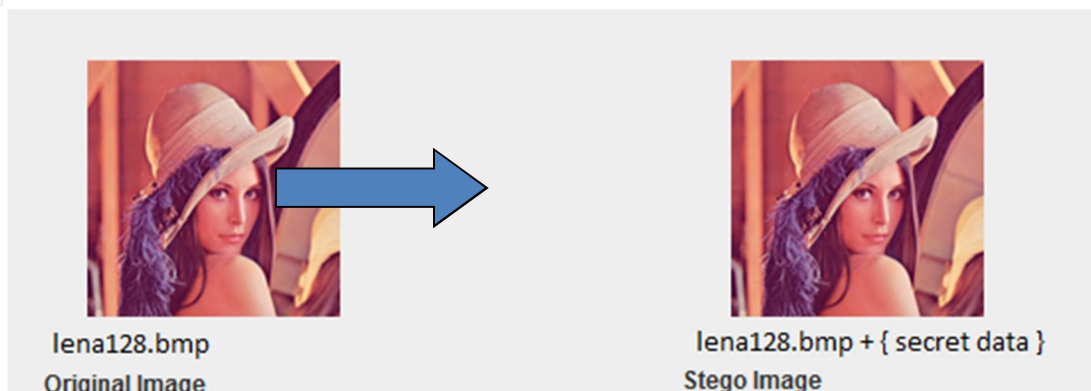 lena128.bmp
Original Image
lena128.bmp + { secret data }
Stego Image